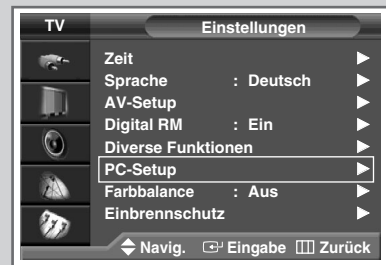 TV Einstellungen
Zeit
Sprache : Deutsch
AV-Setup
Digital RM : Ein
Diverse Funktionen
PC-Setup
Farbbalance : Aus
Einbrennschutz
Navig. Eingabe Zurück